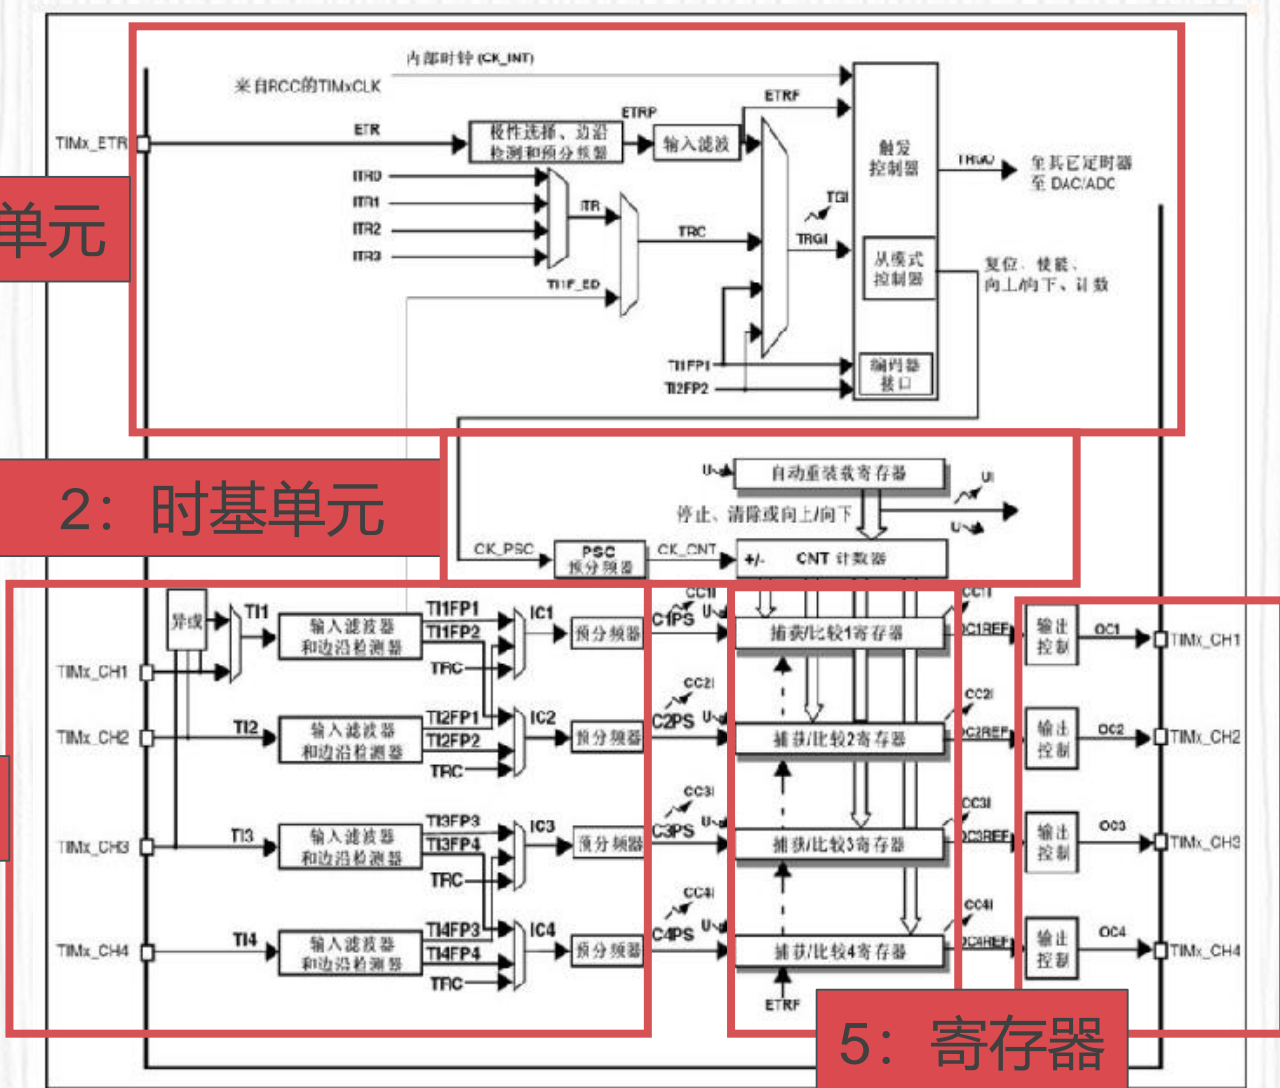 内部时钟 (CK_INT)
来自RCC的TIMxCLK
ETRP
ETRF
TIMx_ETR
ETR
极性选择、边沿
检测和预分频器
输入滤波
触发
控制器
TRGO
至其它定时器
至 DAC/ADC
单元
ITR0
ITR1
ITR2
ITR3
ITR
TRC
TGI
TRGI
TI1F_ED
从模式
控制器
复位、使能、
向上/向下、计数
TI1FP1
TI2FP2
编码器
接口
2：时基单元
U
自动重装载寄存器
UI
停止、清除或向上/向下
U
CK_PSC
PSC
预分频器
CK_CNT
+/-
CNT 计数器
异或
TI1
输入滤波器
和边沿检测器
TI1FP1
TI1FP2
TRC
IC1
预分频器
CC1I
C1PS
U
捕获/比较1寄存器
CC1I
OC1REF
输出
控制
OC1
TIMx_CH1
TIMx_CH1
TIMx_CH2
TI2
输入滤波器
和边沿检测器
TI2FP1
TI2FP2
TRC
IC2
预分频器
CC2I
C2PS
U
捕获/比较2寄存器
CC2I
OC2REF
输出
控制
OC2
TIMx_CH2
TIMx_CH3
TI3
输入滤波器
和边沿检测器
TI3FP3
TI3FP4
TRC
IC3
预分频器
CC3I
C3PS
U
捕获/比较3寄存器
CC3I
OC3REF
输出
控制
OC3
TIMx_CH3
TIMx_CH4
TI4
输入滤波器
和边沿检测器
TI4FP3
TI4FP4
TRC
IC4
预分频器
CC4I
C4PS
U
捕获/比较4寄存器
CC4I
OC4REF
输出
控制
OC4
TIMx_CH4
ETRF
5：寄存器